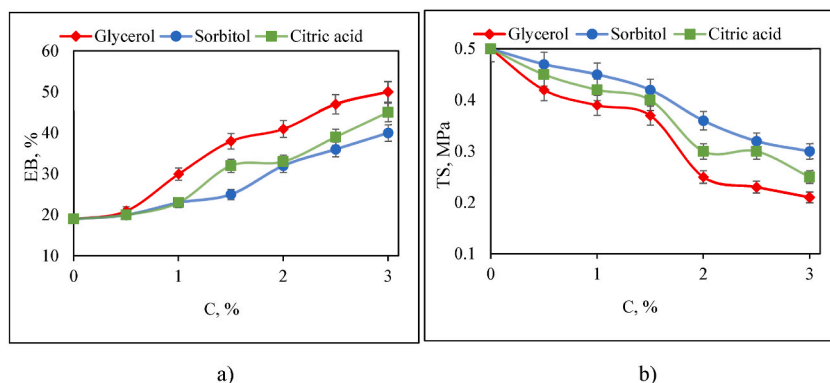 Glycerol Sorbitol Citric acid
60
50
40
30
20
10
EB, %
0 1 2 3
C, %
a)
Glycerol Sorbitol Citric acid
0.5
0.4
0.3
0.2
0.1
TS, MPa
0 1 2 3
C, %
b)